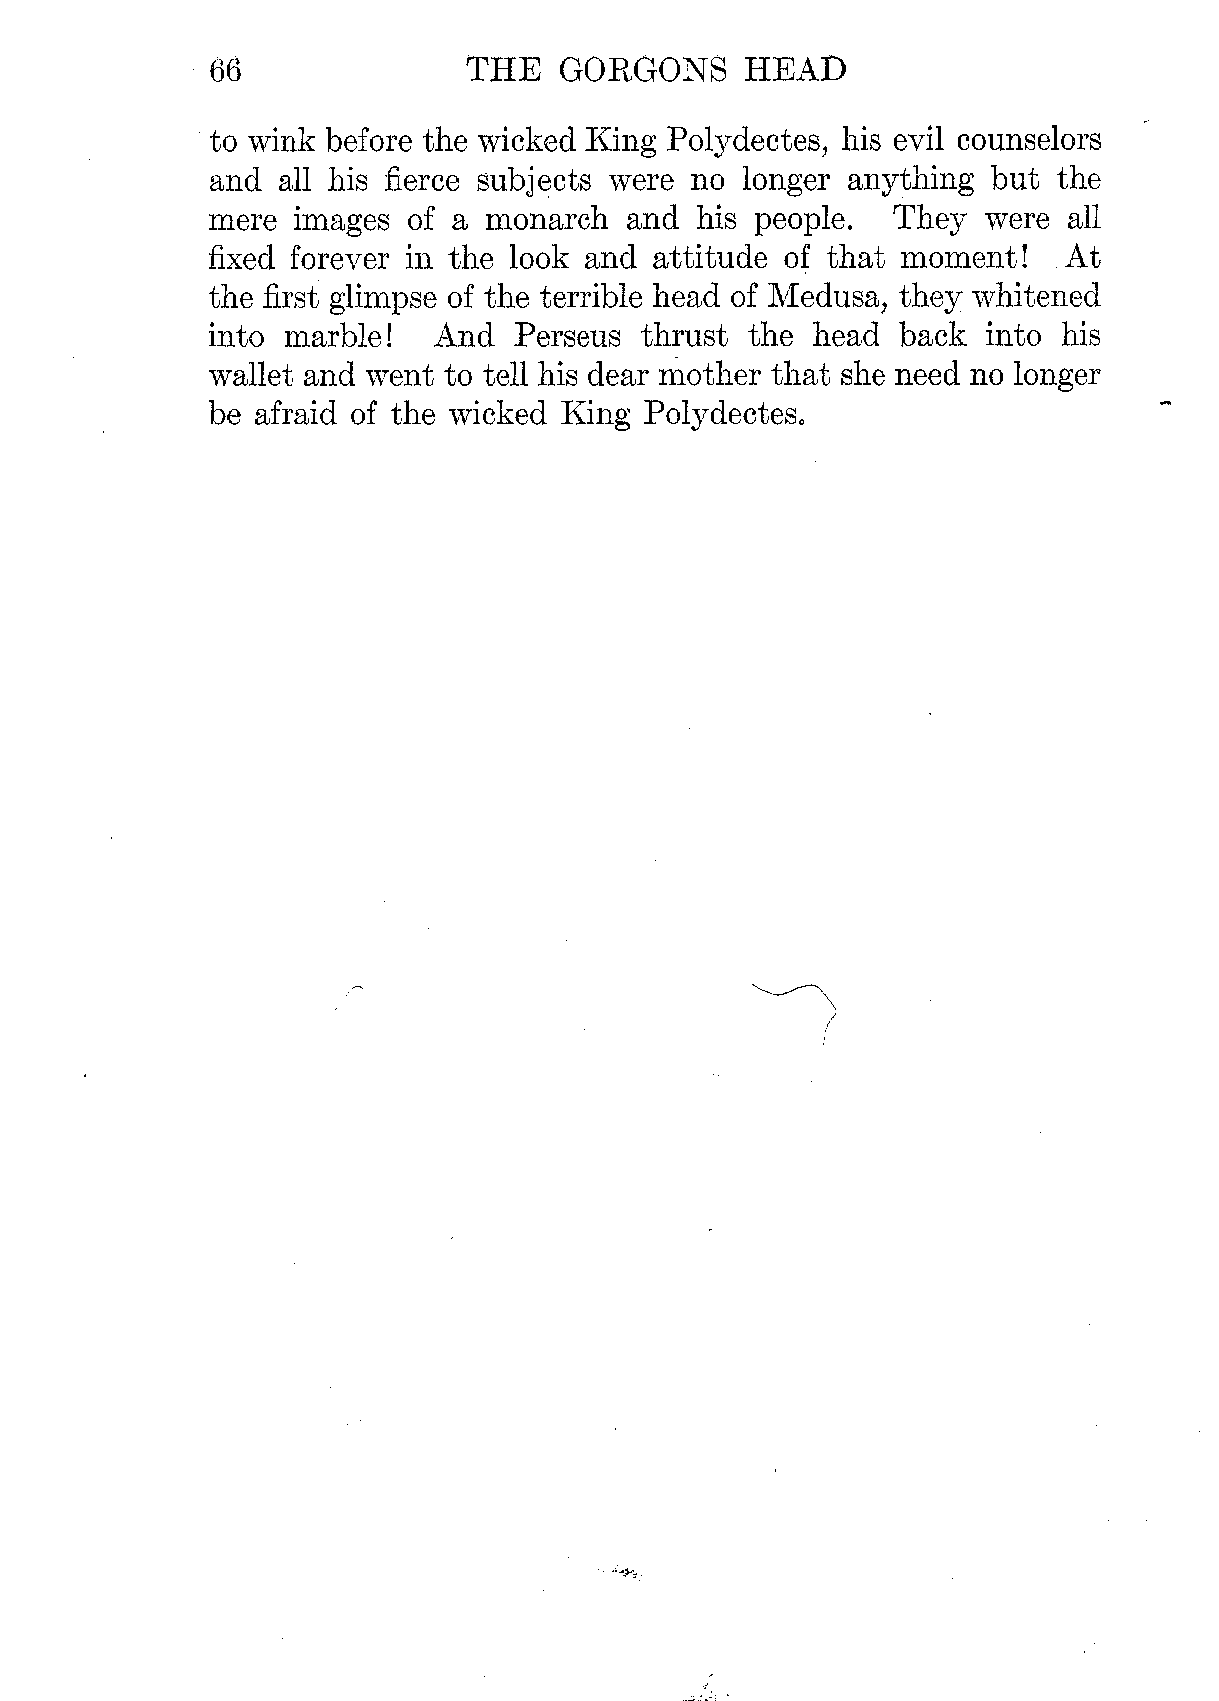 66 THE GORGONS HEAD
to wink before the wicked King Polydectes, his evil counselors
and all his fierce subjects were no longer anything but the
mere images of a monarch and his people. They were all
fixed forever in the look and attitude of that moment! At
the first glimpse of the terrible head of Medusa, they whitened
into marble! And Perseus thrust the head back into his
wallet and went to tell his dear mother that she need no longer
be afraid of the wicked King Polydectes.